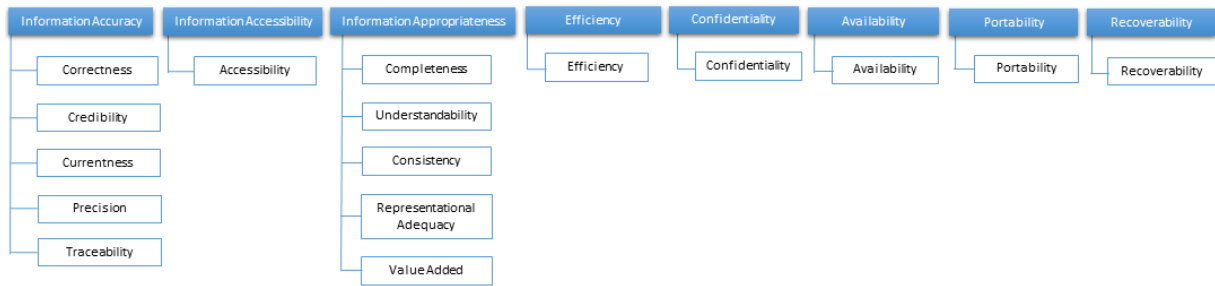 Information Accuracy
Correctness
Credibility
Currentness
Precision
Traceability
Information Accessibility
Accessibility
Information Appropriateness
Completeness
Understandability
Consistency
Representational
Adequacy
Value Added
Efficiency
Efficiency
Confidentiality
Confidentiality
Availability
Availability
Portability
Portability
Recoverability
Recoverability